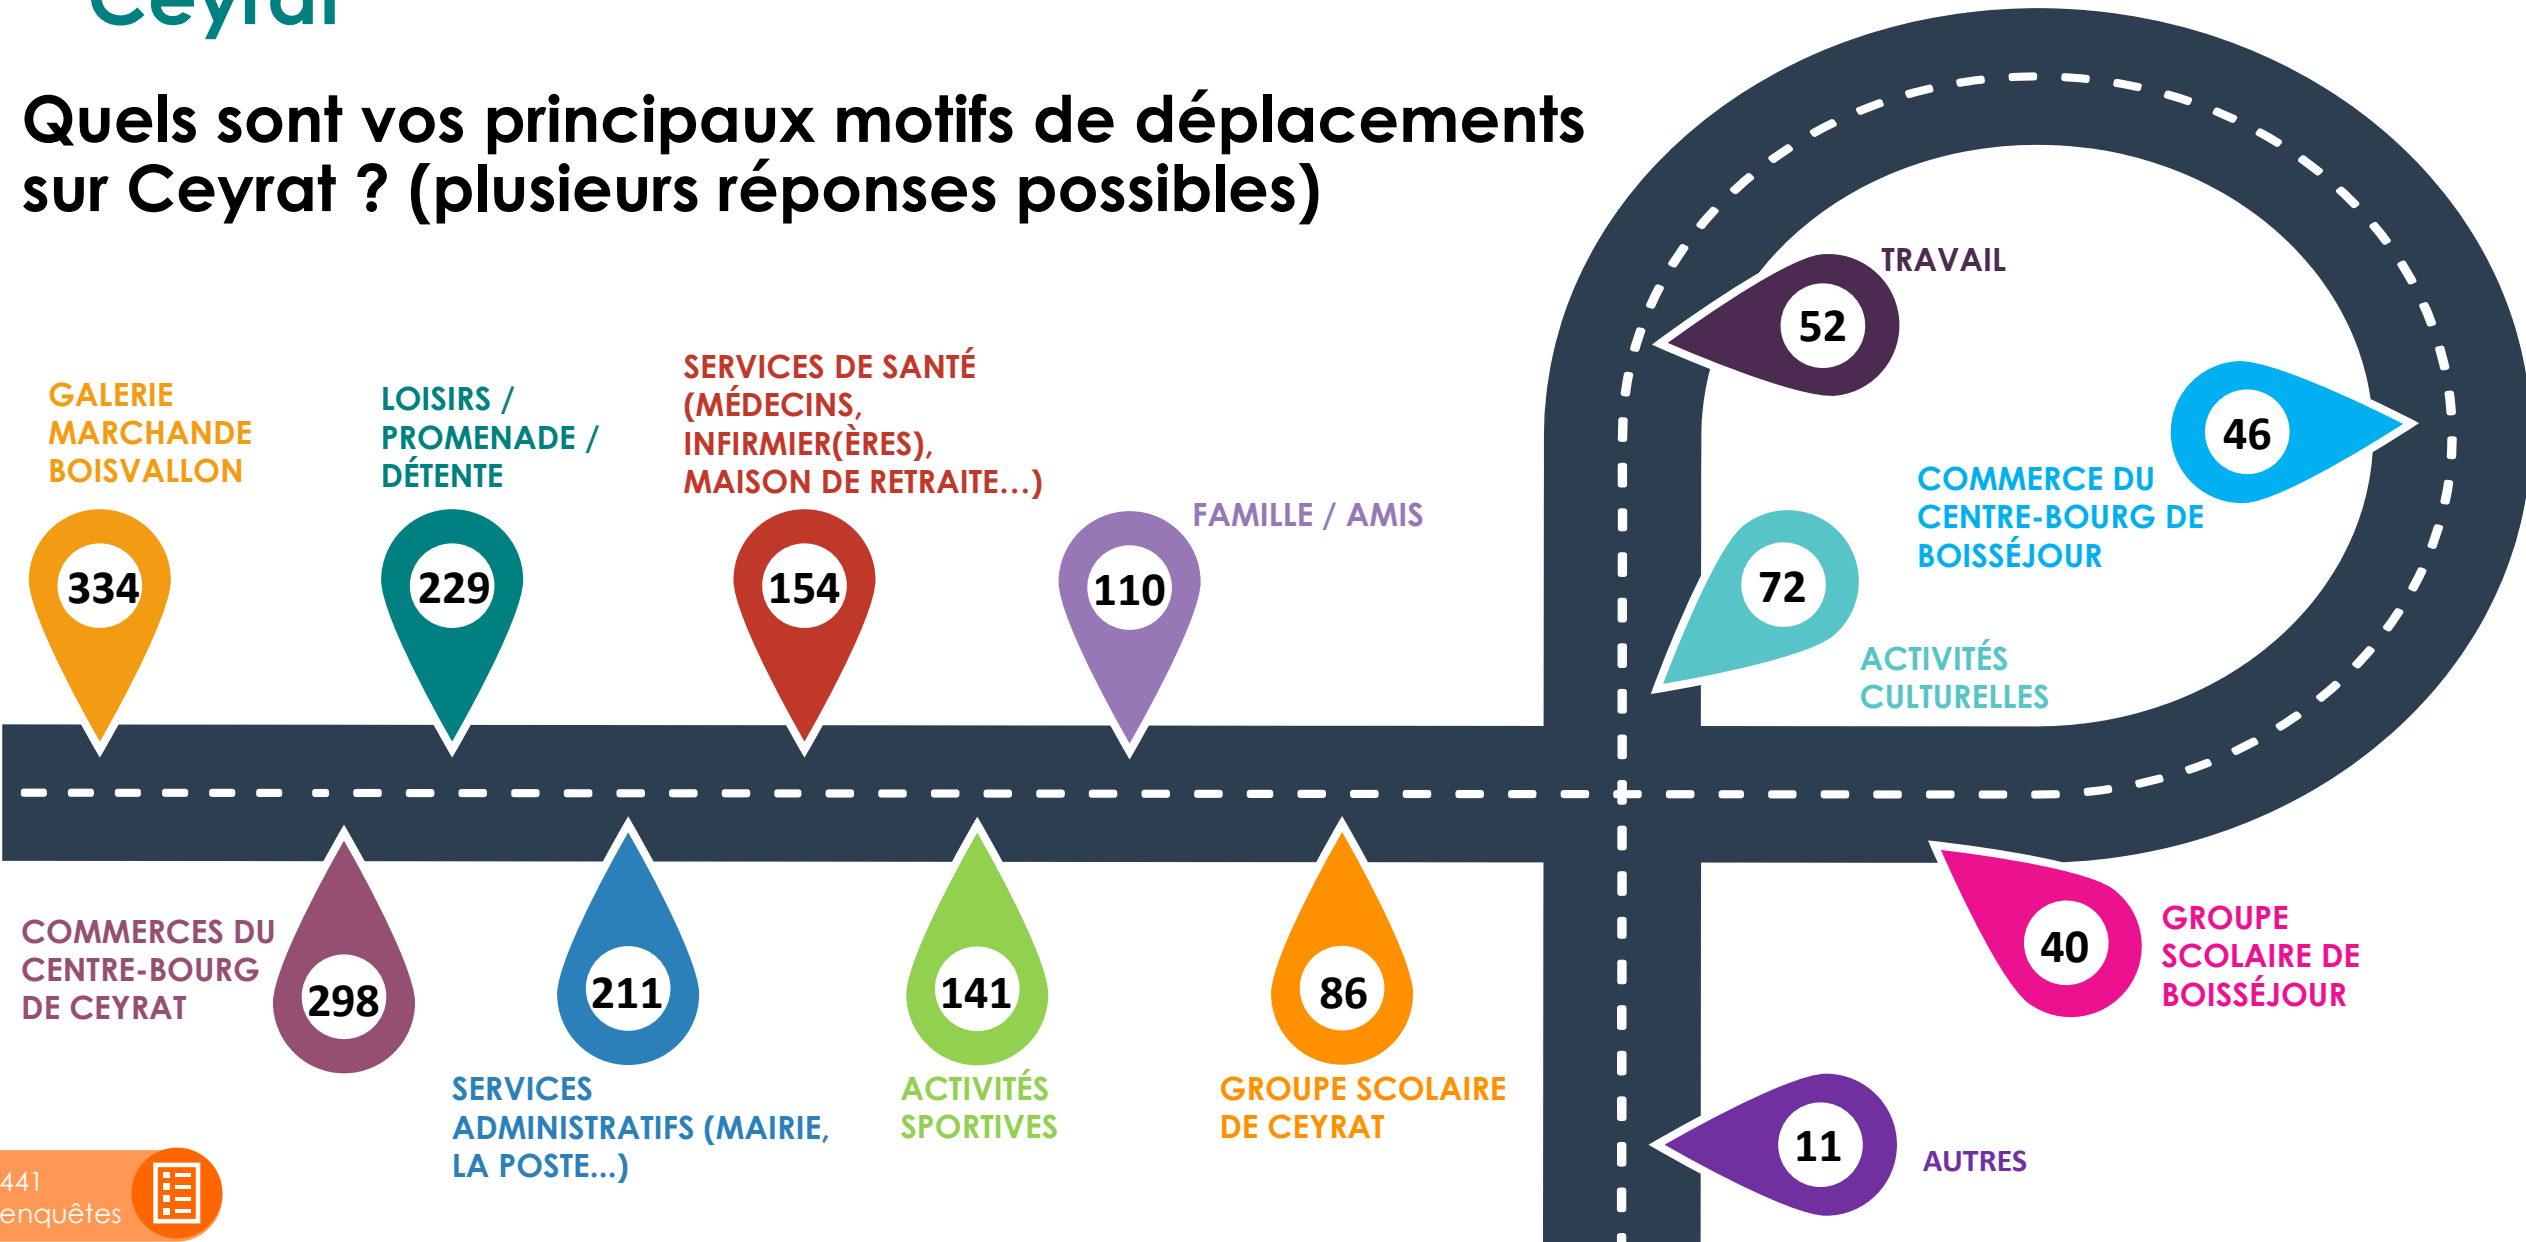 Ceyrat
Quels sont vos principaux motifs de déplacements
sur Ceyrat ? (plusieurs réponses possibles)
TRAVAIL
52
GALERIE
MARCHANDE
BOISVALLON
334
LOISIRS /
PROMENADE /
DÉTENTE
229
SERVICES DE SANTÉ
(MÉDECINS,
INFIRMIER(ÈRES),
MAISON DE RETRAITE...)
154
FAMILLE / AMIS
110
46
COMMERCE DU
CENTRE-BOURG DE
BOISSÉJOUR
72
ACTIVITÉS
CULTURELLES
COMMERCES DU
CENTRE-BOURG
DE CEYRAT
298
211
SERVICES
ADMINISTRATIFS (MAIRIE,
LA POSTE...)
141
ACTIVITÉS
SPORTIVES
86
GROUPE SCOLAIRE
DE CEYRAT
40
GROUPE
SCOLAIRE DE
BOISSÉJOUR
11
AUTRES
441
enquêtes